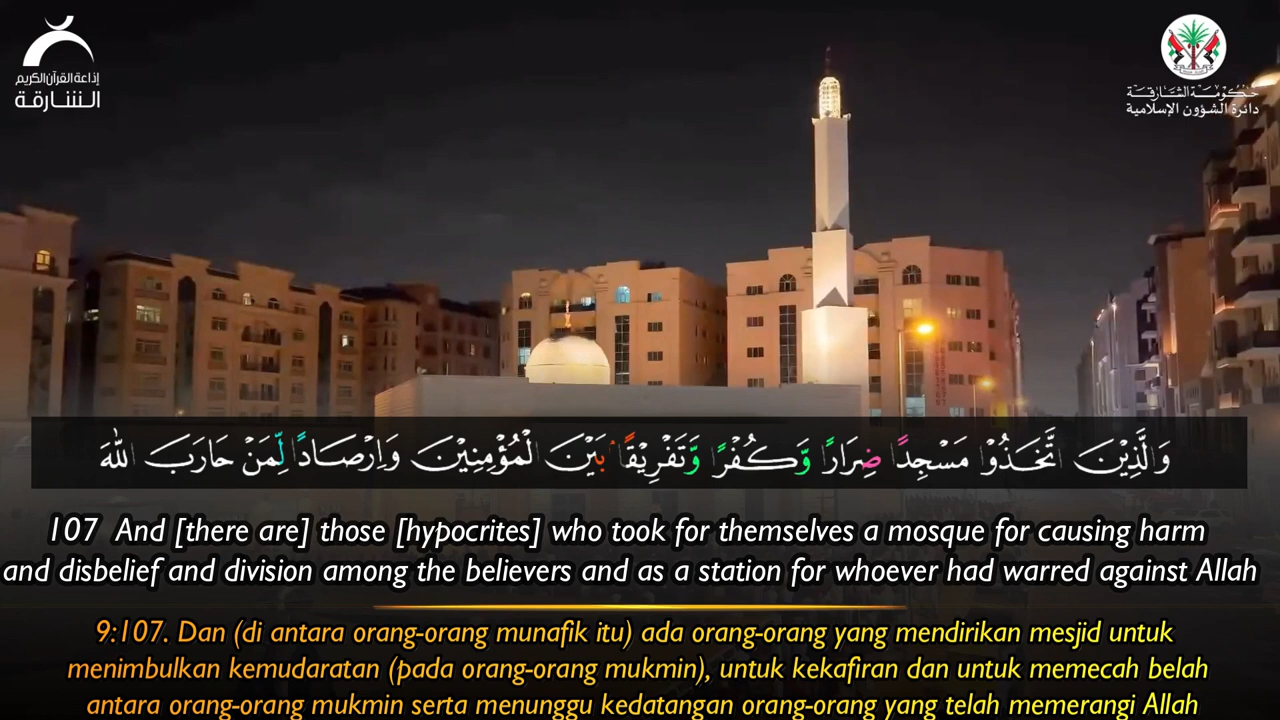 إذاعة القرآن الكريم
الشارقة
حكومة الشارقة
دائرة الشؤون الإسلامية
وَالَّذِيْنَ اتَّخَذُوْا مَسْجِدًا ضِرَارًا وَّكُفْرًا وَّتَفْرِيْقًاۢ بَيْنَ الْمُؤْمِنِيْنَ وَاِرْصَادًا لِّمَنْ حَارَبَ اللّٰهَ
107 And [there are] those [hypocrites] who took for themselves a mosque for causing harm
and disbelief and division among the believers and as a station for whoever had warred against Allah
9:107. Dan (di antara orang-orang munafik itu) ada orang-orang yang mendirikan mesjid untuk
menimbulkan kemudaratan (pada orang-orang mukmin), untuk kekafiran dan untuk memecah belah
antara orang-orang mukmin serta menunggu kedatangan orang-orang yang telah memerangi Allah